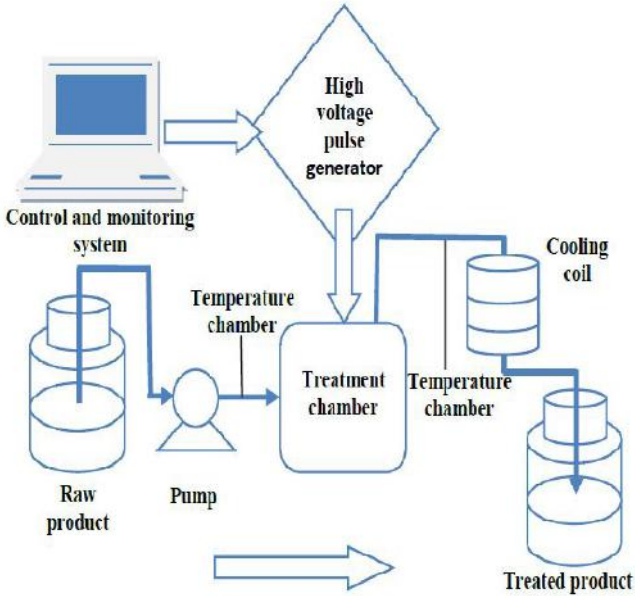 High
voltage
pulse
generator
Control and monitoring
system
Cooling
coil
Temperature
chamber
Treatment
chamber
Temperature
chamber
Raw
product
Pump
Treated product